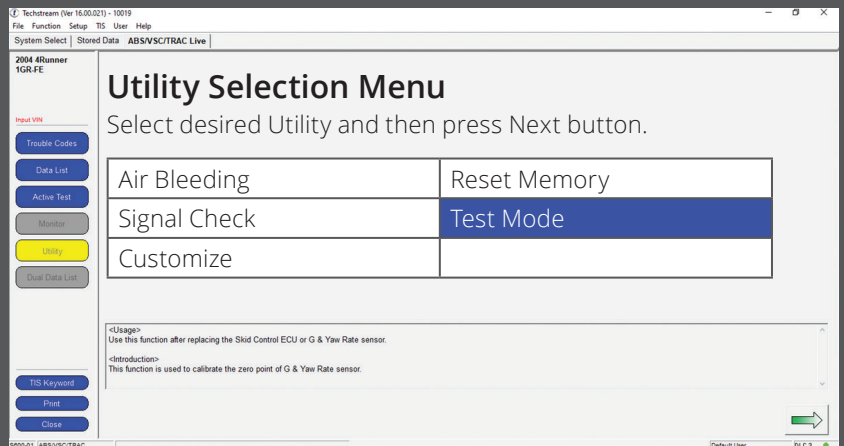 Techstream (Ver 16.00.021) - 10019
File Function Setup TIS User Help
System Select Stored Data ABS/VSC/TRAC Live
2004 4Runner
1GR-FE
Input VIN
Trouble Codes
Data List
Active Test
Monitor
Utility
Dual Data List
TIS Keyword
Print
Close
Utility Selection Menu
Select desired Utility and then press Next button.
Air Bleeding Reset Memory
Signal Check Test Mode
Customize
<Usage>
Use this function after replacing the Skid Control ECU or G & Yaw Rate sensor.
<Introduction>
This function is used to calibrate the zero point of G & Yaw Rate sensor.
S600-01 ABS/VSC/TRAC Default User DLC 3